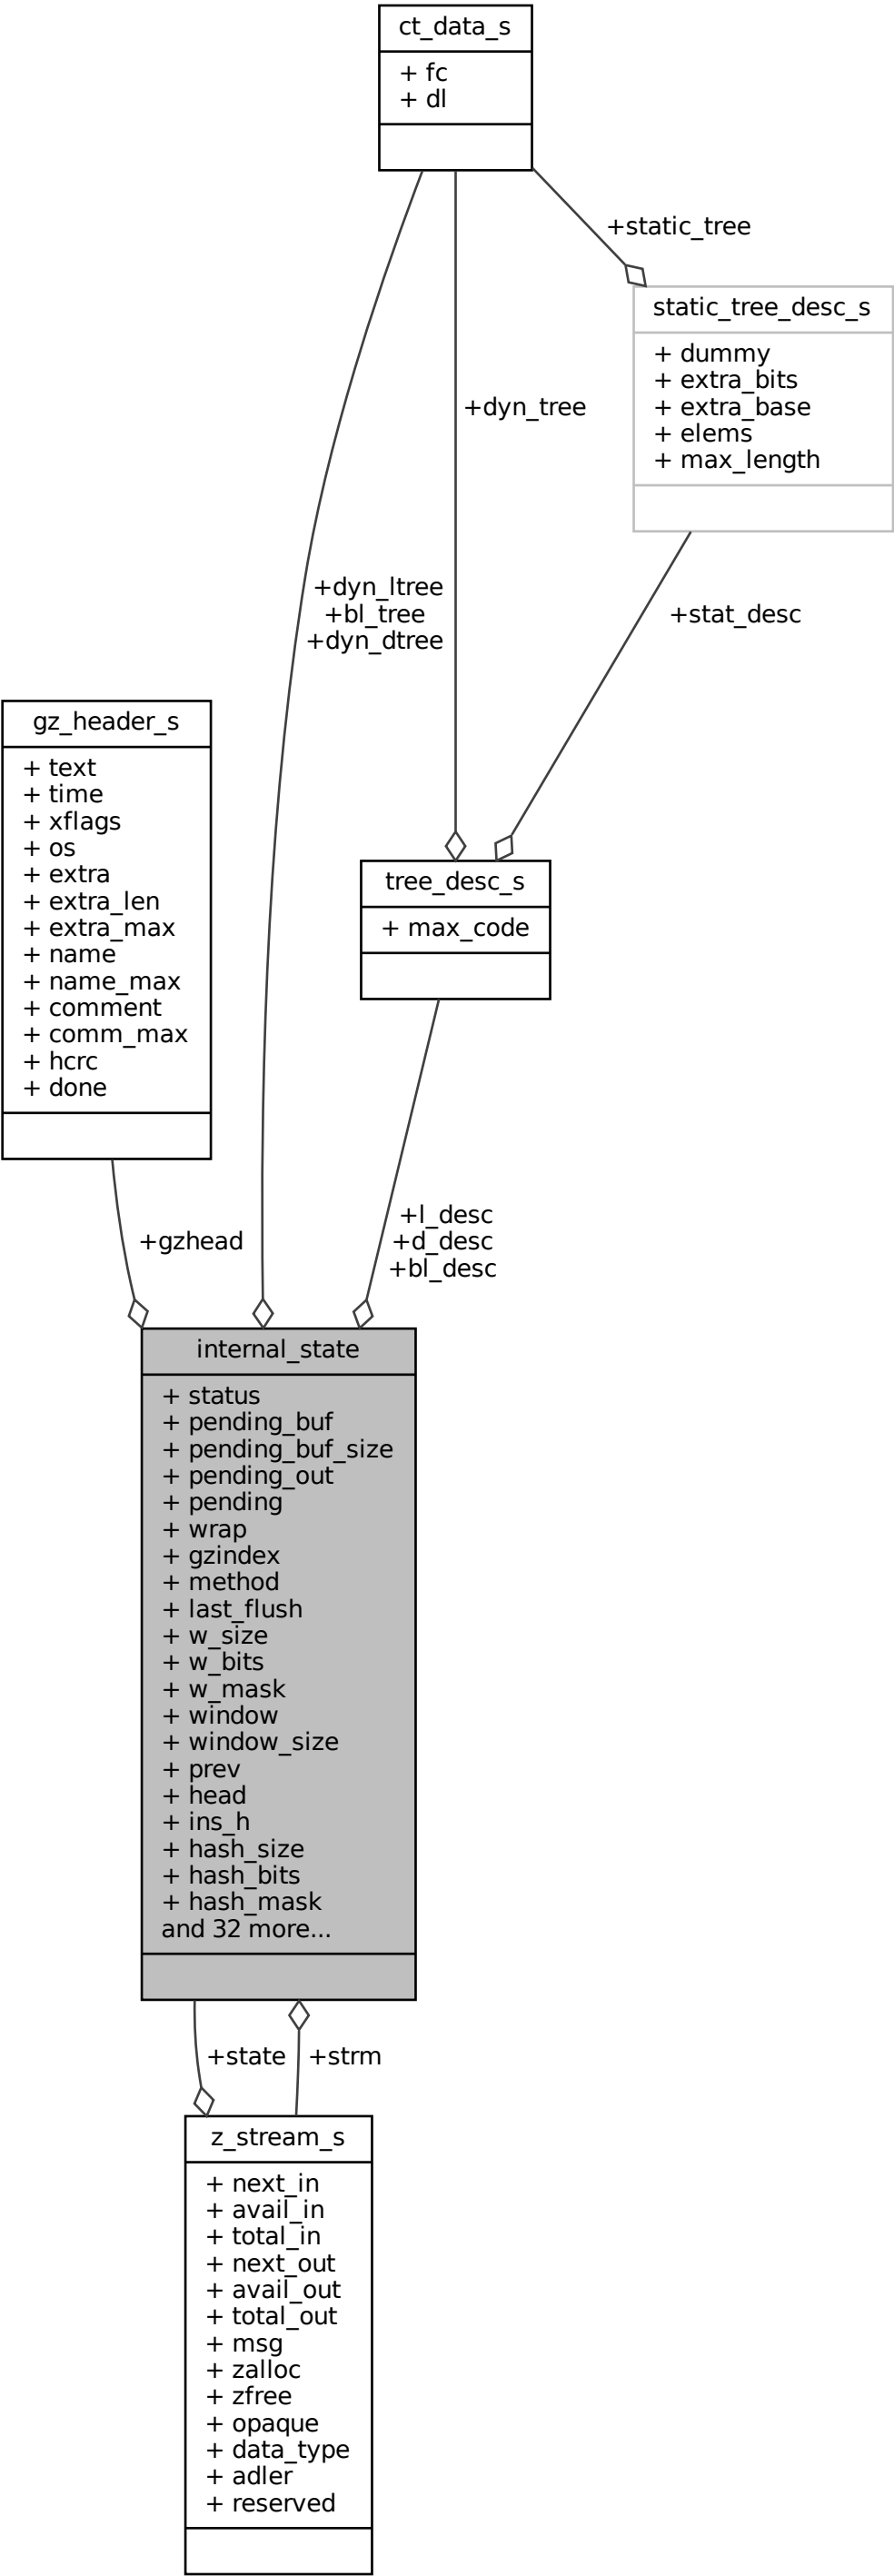 ct_data_s
+ fc
+ dl
+static_tree
static_tree_desc_s
+ dummy
+ extra_bits
+ extra_base
+ elems
+ max_length
+dyn_tree
+dyn_ltree
+bl_tree
+dyn_dtree
+stat_desc
gz_header_s
+ text
+ time
+ xflags
+ os
+ extra
+ extra_len
+ extra_max
+ name
+ name_max
+ comment
+ comm_max
+ hcrc
+ done
tree_desc_s
+ max_code
+gzhead
+l_desc
+d_desc
+bl_desc
internal_state
+ status
+ pending_buf
+ pending_buf_size
+ pending_out
+ pending
+ wrap
+ gzindex
+ method
+ last_flush
+ w_size
+ w_bits
+ w_mask
+ window
+ window_size
+ prev
+ head
+ ins_h
+ hash_size
+ hash_bits
+ hash_mask
and 32 more...
+state
+strm
z_stream_s
+ next_in
+ avail_in
+ total_in
+ next_out
+ avail_out
+ total_out
+ msg
+ zalloc
+ zfree
+ opaque
+ data_type
+ adler
+ reserved